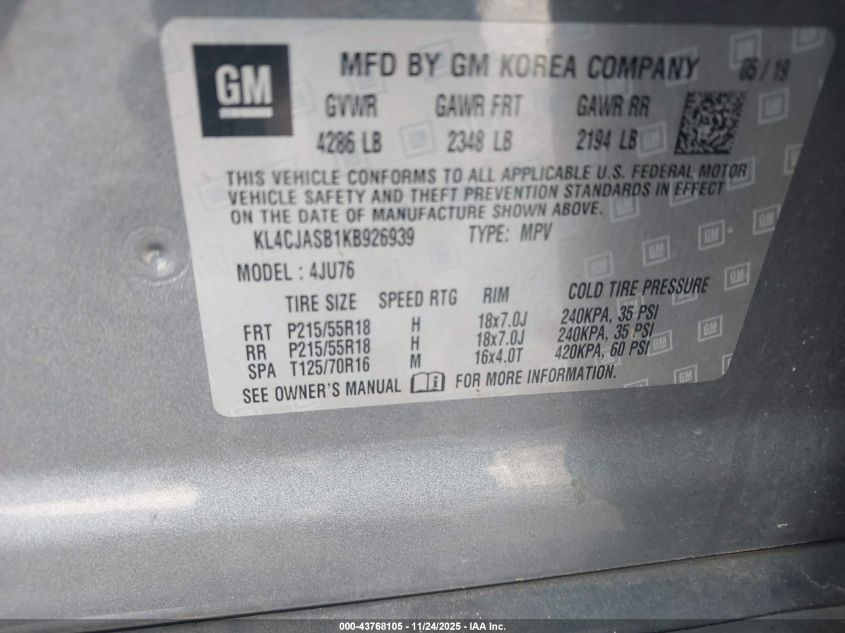 GM
MFD BY GM KOREA COMPANY 05/19
GVWR GAWR FRT GAWR RR
4286 LB 2348 LB 2194 LB
THIS VEHICLE CONFORMS TO ALL APPLICABLE U.S. FEDERAL MOTOR
VEHICLE SAFETY AND THEFT PREVENTION STANDARDS IN EFFECT
ON THE DATE OF MANUFACTURE SHOWN ABOVE.
KL4CJASB1KB926939 TYPE: MPV
MODEL : 4JU76
TIRE SIZE SPEED RTG RIM COLD TIRE PRESSURE
FRT P215/55R18 H 18x7.0J 240KPA, 35 PSI
RR P215/55R18 H 18x7.0J 240KPA, 35 PSI
SPA T125/70R16 M 16x4.0T 420KPA, 60 PSI
SEE OWNER'S MANUAL FOR MORE INFORMATION.
000-43768105 - 11/24/2025 - IAA Inc.